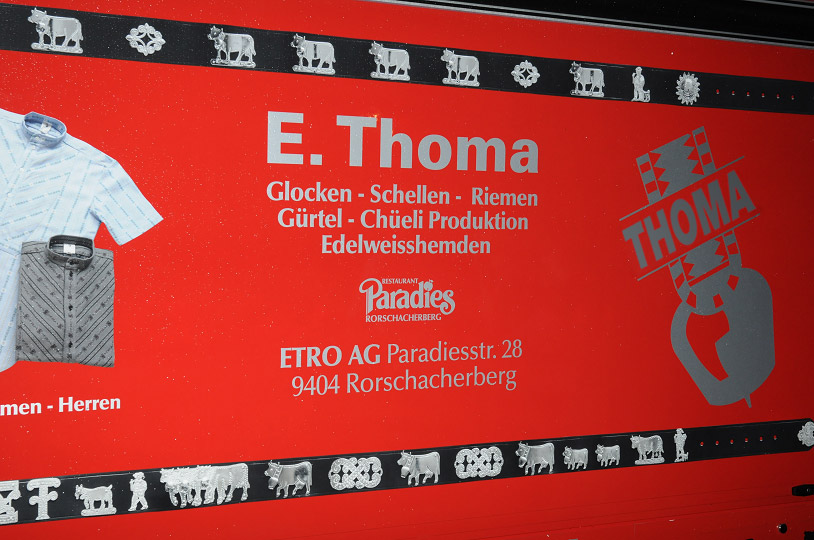 E. Thoma
Glocken - Schellen - Riemen
Gürtel - Chüeli Produktion
Edelweisshemden
RESTAURANT
Paradies
RORSCHACHERBERG
ETRO AG Paradiesstr. 28
9404 Rorschacherberg
men - Herren
THOMA